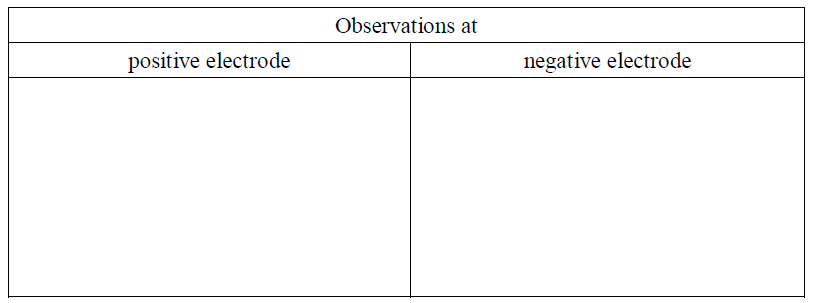 Observations at
positive electrode
negative electrode